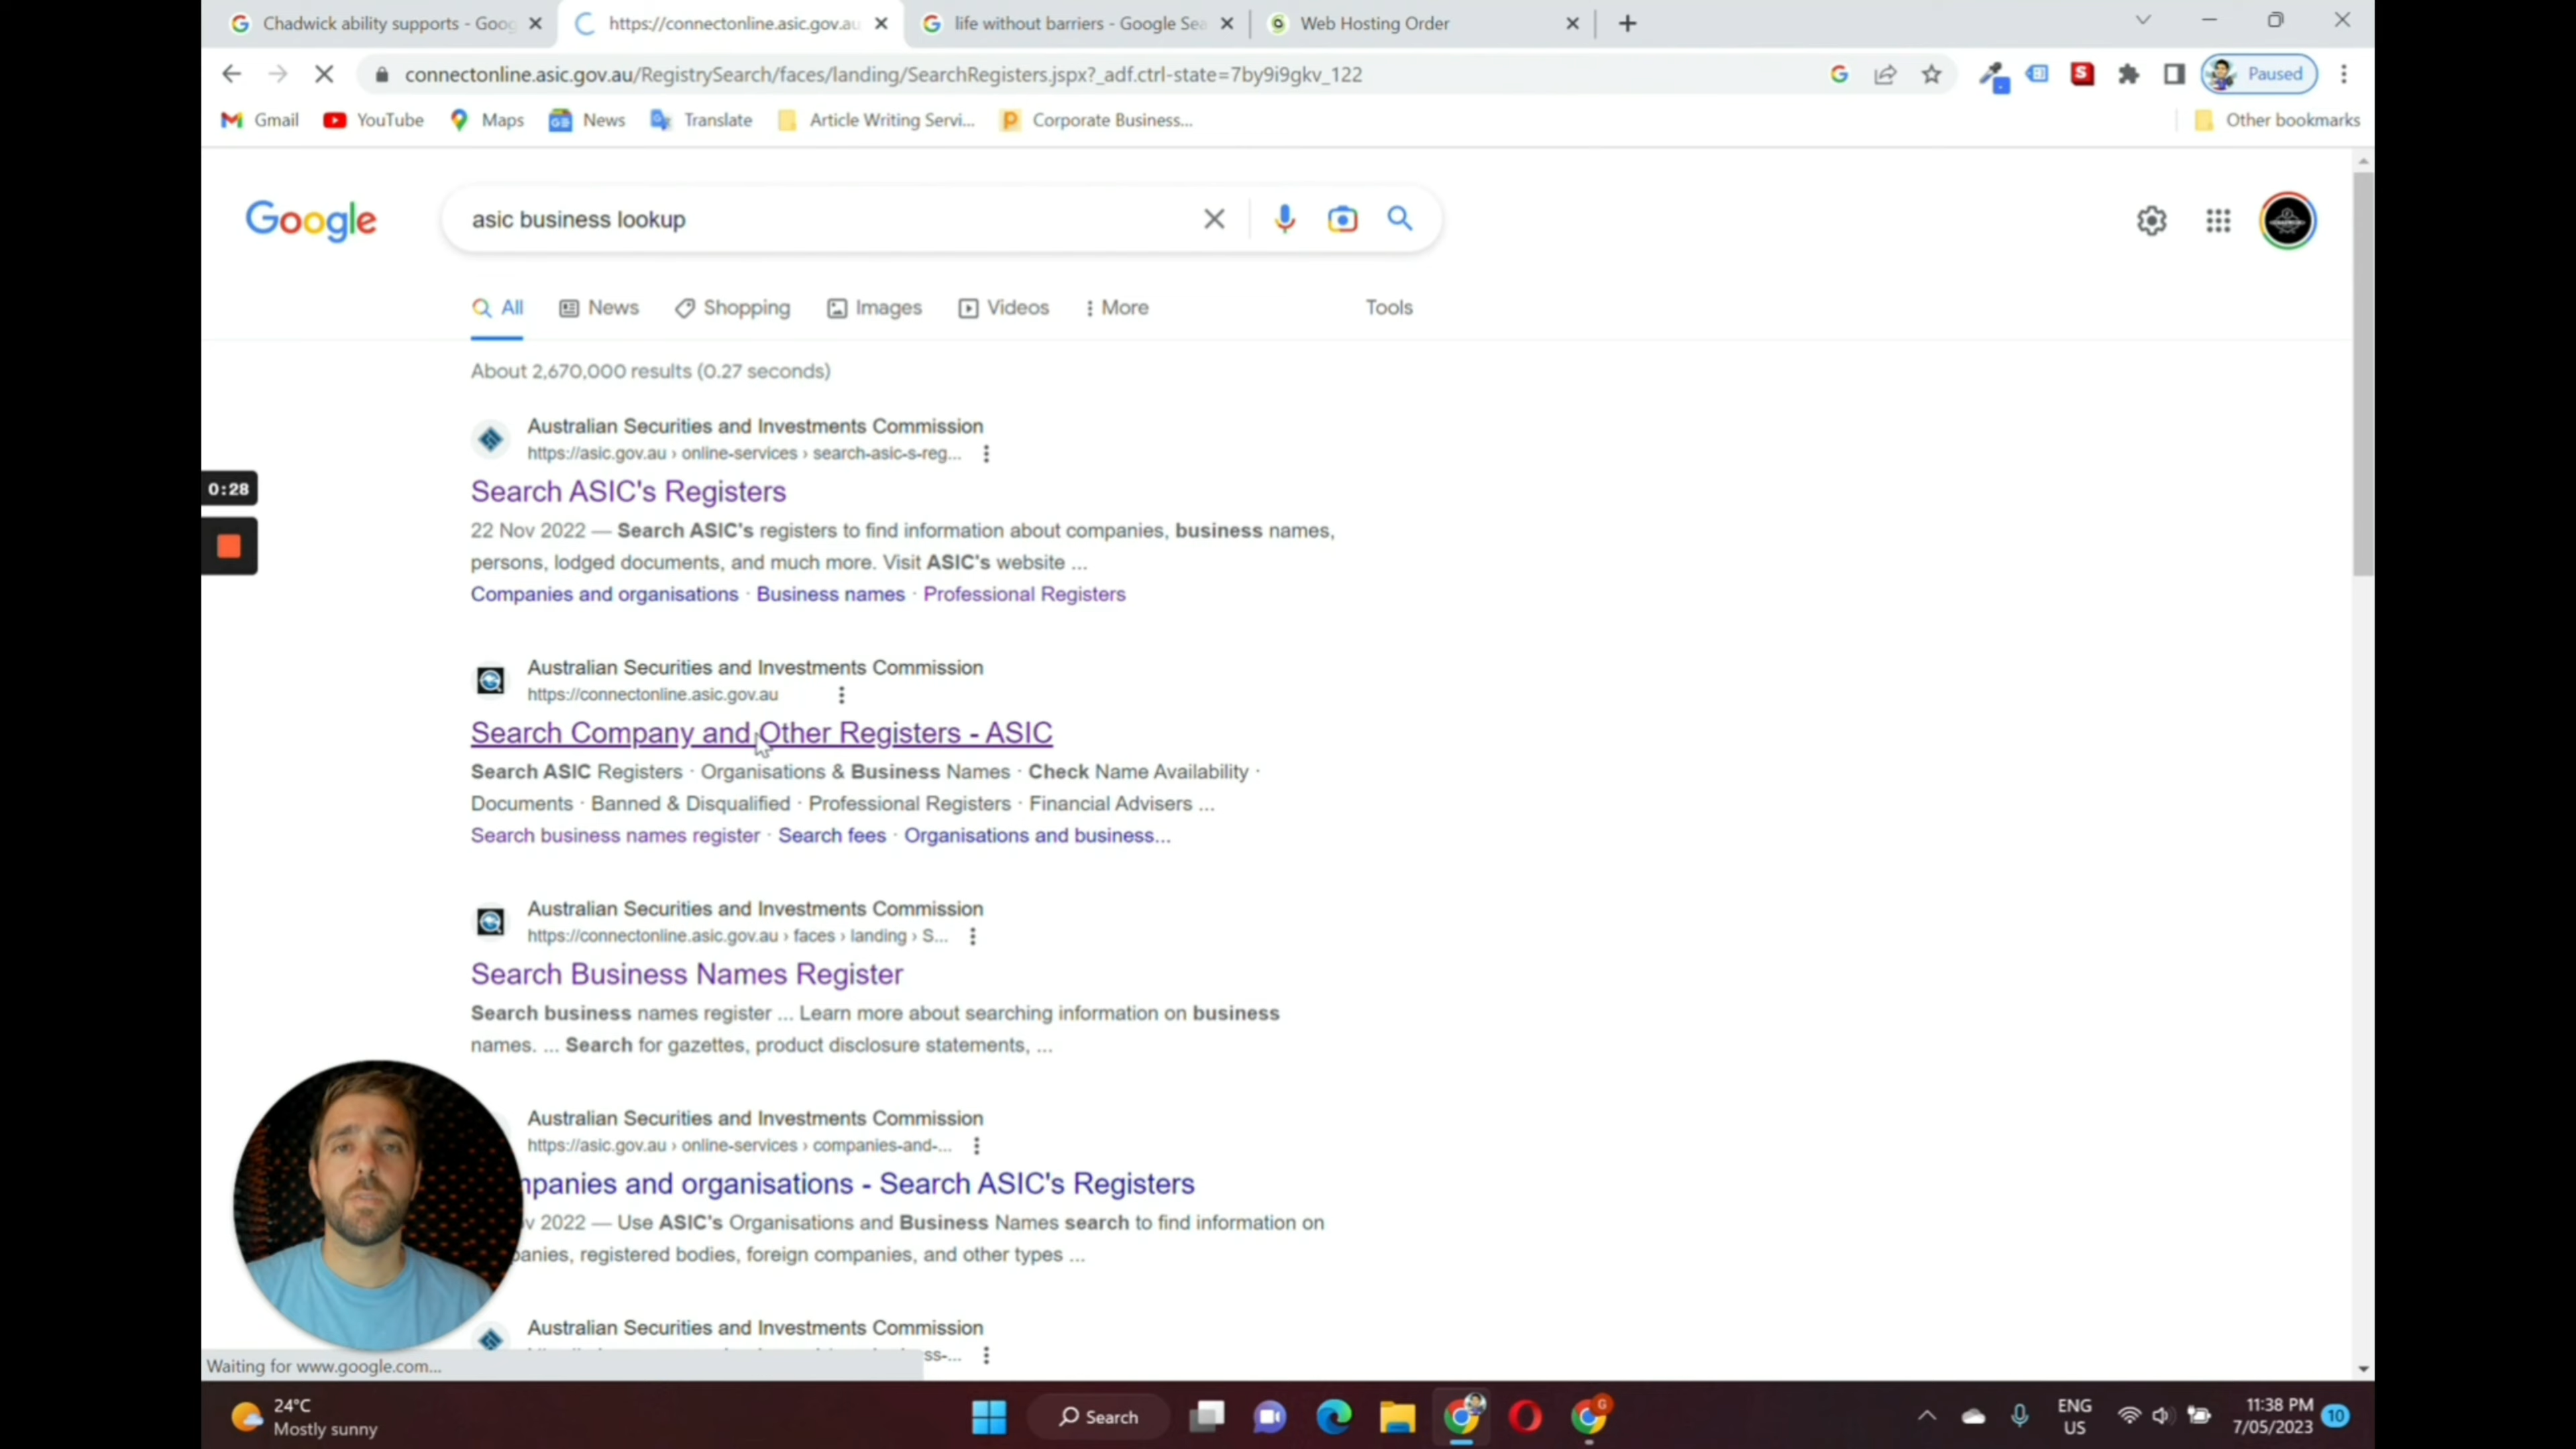 Chadwick ability supports - Goog
https://connectonline.asic.gov.au
life without barriers - Google Sea
Web Hosting Order
connectonline.asic.gov.au/RegistrySearch/faces/landing/SearchRegisters.jspx?_adf.ctrl-state=7by9i9gkv_122
Paused
Gmail YouTube Maps News Translate Article Writing Servi... Corporate Business... Other bookmarks
Google
asic business lookup
All News Shopping Images Videos More Tools
About 2,670,000 results (0.27 seconds)
Australian Securities and Investments Commission
https://asic.gov.au › online-services › search-asic-s-reg...
0:28
Search ASIC's Registers
22 Nov 2022 — Search ASIC's registers to find information about companies, business names,
persons, lodged documents, and much more. Visit ASIC's website ...
Companies and organisations · Business names · Professional Registers
Australian Securities and Investments Commission
https://connectonline.asic.gov.au
Search Company and Other Registers - ASIC
Search ASIC Registers · Organisations & Business Names · Check Name Availability ·
Documents · Banned & Disqualified · Professional Registers · Financial Advisers ...
Search business names register · Search fees · Organisations and business...
Australian Securities and Investments Commission
https://connectonline.asic.gov.au › faces › landing › S...
Search Business Names Register
Search business names register ... Learn more about searching information on business
names. ... Search for gazettes, product disclosure statements, ...
Australian Securities and Investments Commission
https://asic.gov.au › online-services › companies-and-...
npanies and organisations - Search ASIC's Registers
v 2022 — Use ASIC's Organisations and Business Names search to find information on
panies, registered bodies, foreign companies, and other types ...
Australian Securities and Investments Commission
ss-...
Waiting for www.google.com...
24°C
Mostly sunny
Search
ENG
US
11:38 PM
7/05/2023
10